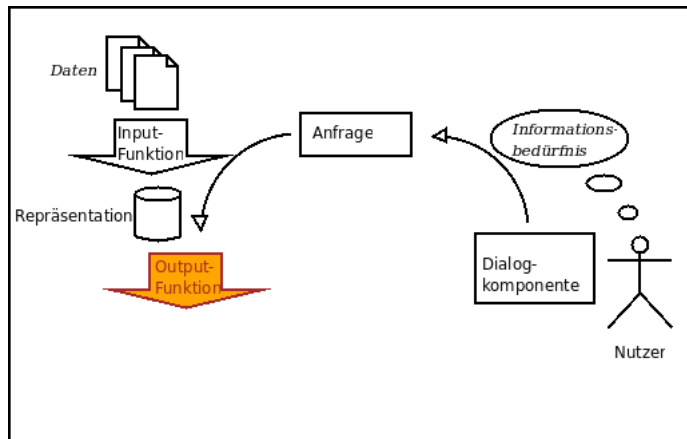 Daten
Input-
Funktion
Repräsentation
Output-
Funktion
Anfrage
Informations-
bedürfnis
Dialog-
komponente
Nutzer